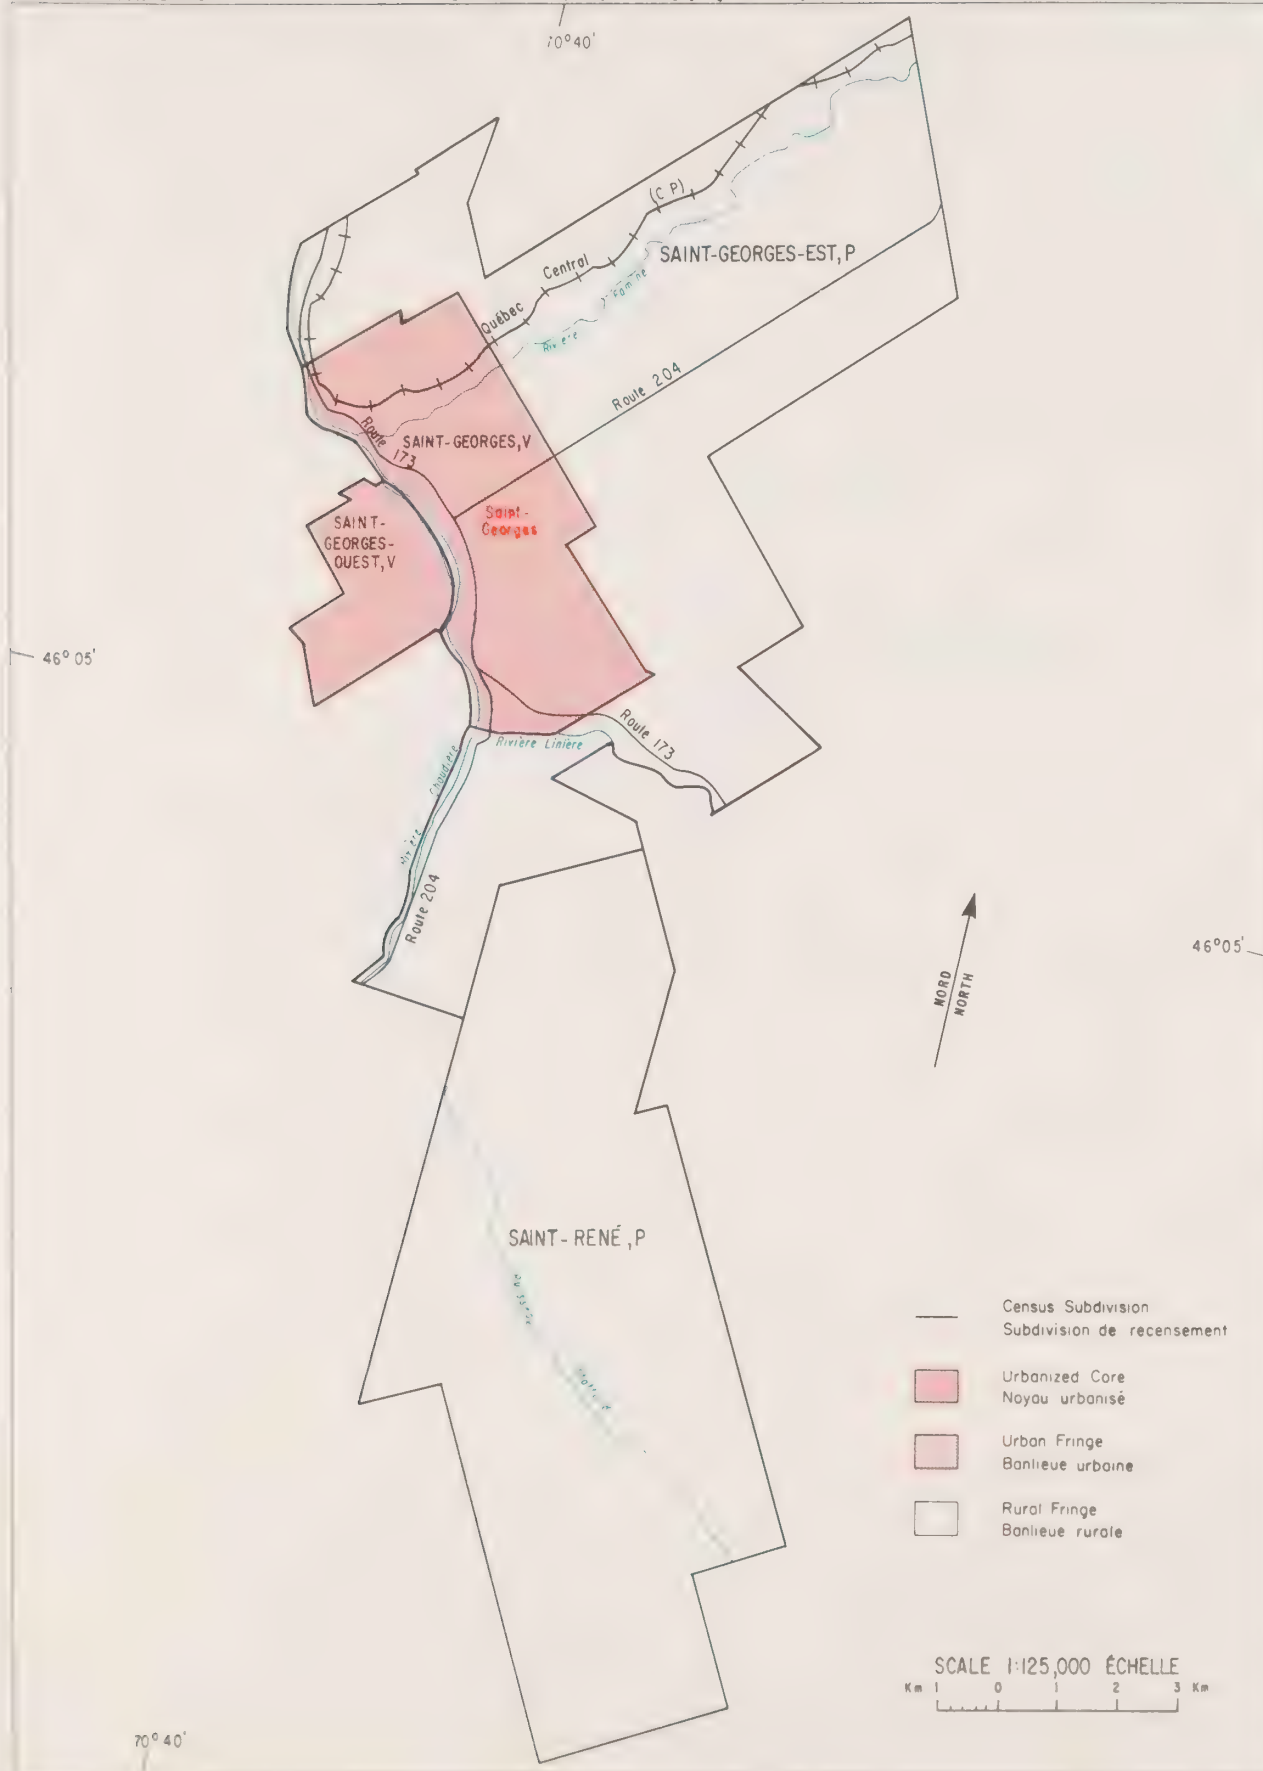 70°40'
(CP)
SAINT-GEORGES-EST, P
Central
Famine
Québec
Rivière
Route 204
Route 173
SAINT-GEORGES, V
Saint-
Georges
SAINT-
GEORGES-
OUEST, V
46°05'
Route 173
Rivière Linière
Rivière Chaudière
Route 204
46°05'
NORD
NORTH
SAINT-RENÉ, P
Census Subdivision
Subdivision de recensement
Urbanized Core
Noyau urbanisé
Urban Fringe
Banlieue urbaine
Rural Fringe
Banlieue rurale
SCALE 1:125,000 ÉCHELLE
Km 1 0 1 2 3 Km
70°40'